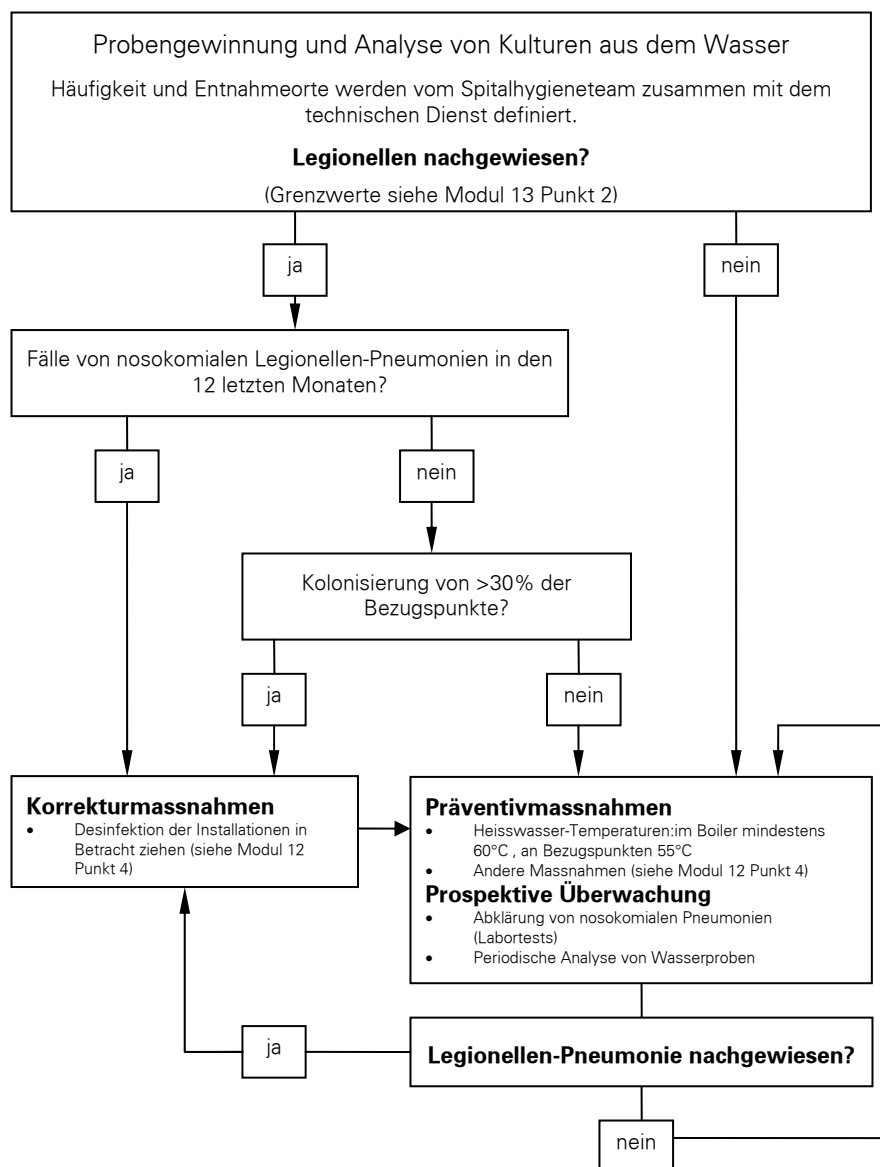 Probengewinnung und Analyse von Kulturen aus dem Wasser
Häufigkeit und Entnahmeorte werden vom Spitalhygieneteam zusammen mit dem
technischen Dienst definiert.
Legionellen nachgewiesen?
(Grenzwerte siehe Modul 13 Punkt 2)
ja
nein
Fälle von nosokomialen Legionellen-Pneumonien in den
12 letzten Monaten?
ja
nein
Kolonisierung von >30% der
Bezugspunkte?
ja
nein
Korrekturmassnahmen
• Desinfektion der Installationen in
Betracht ziehen (siehe Modul 12
Punkt 4)
Präventivmassnahmen
• Heisswasser-Temperaturen:im Boiler mindestens
60°C , an Bezugspunkten 55°C
• Andere Massnahmen (siehe Modul 12 Punkt 4)
Prospektive Überwachung
• Abklärung von nosokomialen Pneumonien
(Labortests)
• Periodische Analyse von Wasserproben
ja
Legionellen-Pneumonie nachgewiesen?
nein